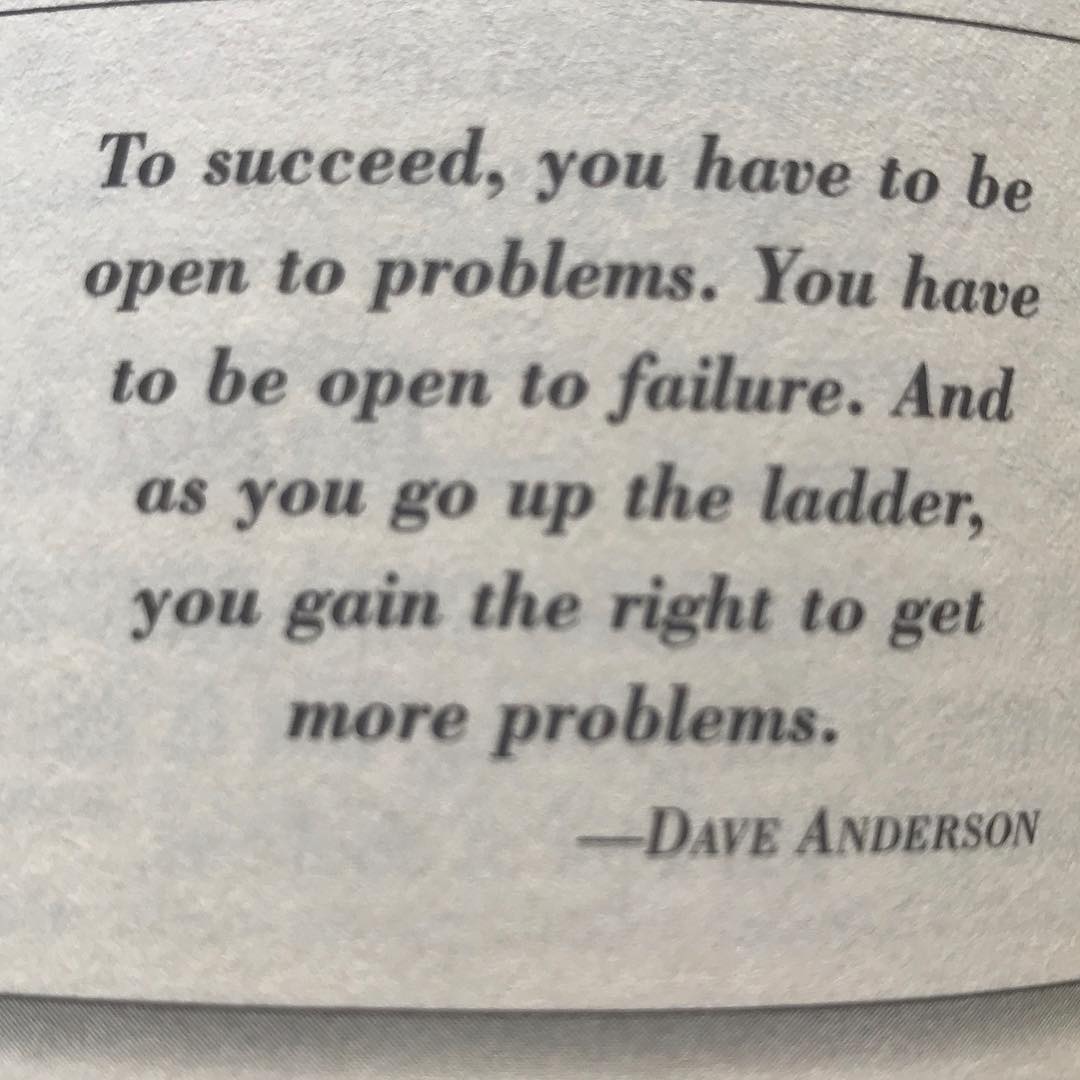 To succeed, you have to be
open to problems. You have
to be open to failure. And
as you go up the ladder,
you gain the right to get
more problems.
—DAVE ANDERSON